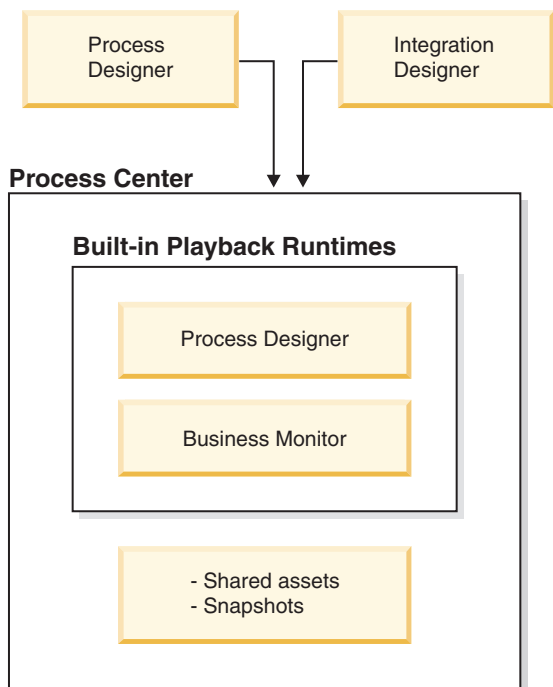 Process
Designer
Integration
Designer
Process Center
Built-in Playback Runtimes
Process Designer
Business Monitor
- Shared assets
- Snapshots